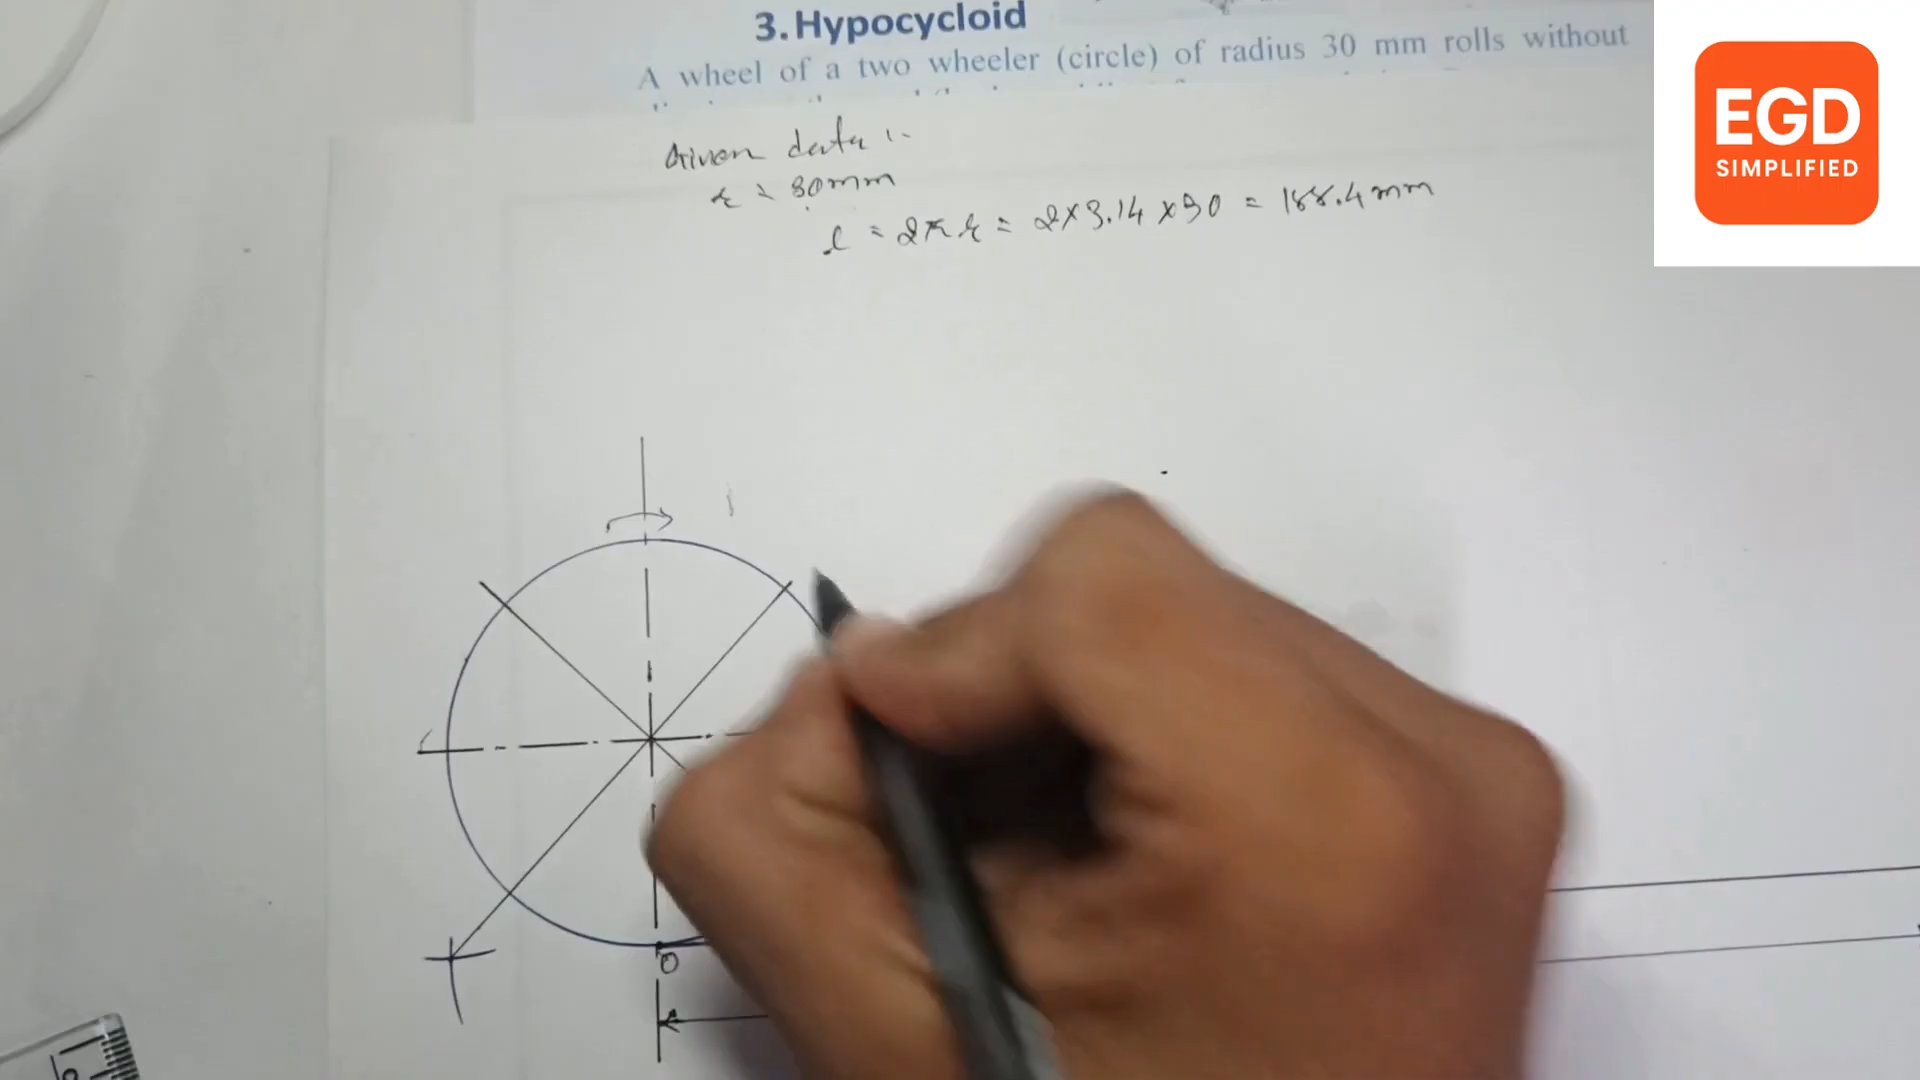 3. Hypocycloid
A wheel of a two wheeler (circle) of radius 30 mm rolls without
EGD
SIMPLIFIED
Given data :-
r = 30mm
L = 2πr = 2×3.14×30 = 188.4mm
O